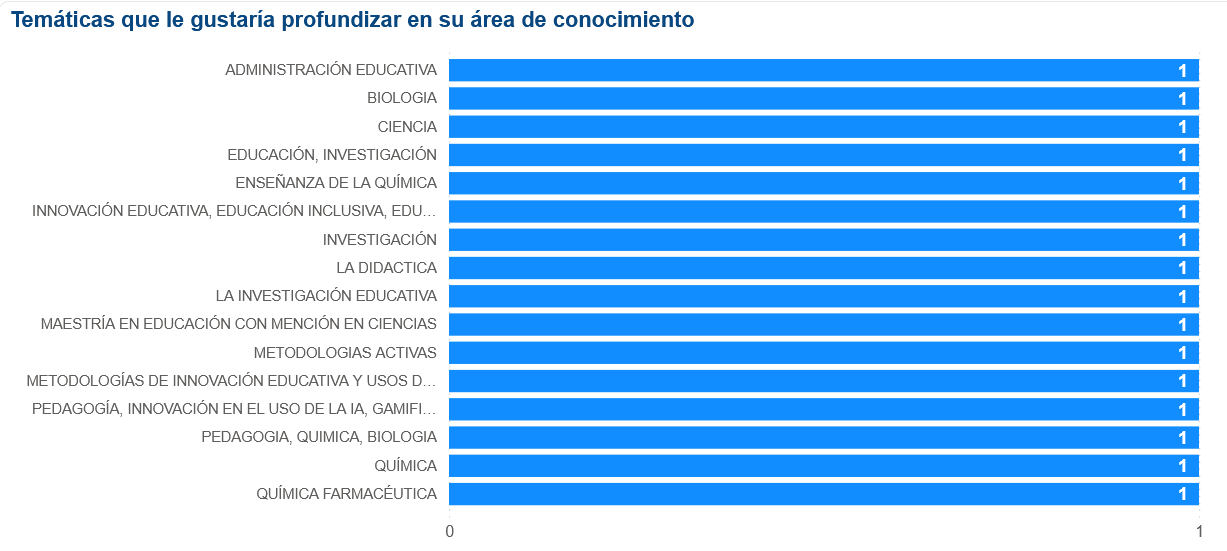 Temáticas que le gustaría profundizar en su área de conocimiento
ADMINISTRACIÓN EDUCATIVA 1
BIOLOGIA 1
CIENCIA 1
EDUCACIÓN, INVESTIGACIÓN 1
ENSEÑANZA DE LA QUÍMICA 1
INNOVACIÓN EDUCATIVA, EDUCACIÓN INCLUSIVA, EDU... 1
INVESTIGACIÓN 1
LA DIDACTICA 1
LA INVESTIGACIÓN EDUCATIVA 1
MAESTRÍA EN EDUCACIÓN CON MENCIÓN EN CIENCIAS 1
METODOLOGIAS ACTIVAS 1
METODOLOGÍAS DE INNOVACIÓN EDUCATIVA Y USOS D... 1
PEDAGOGÍA, INNOVACIÓN EN EL USO DE LA IA, GAMIFI... 1
PEDAGOGIA, QUIMICA, BIOLOGIA 1
QUÍMICA 1
QUÍMICA FARMACÉUTICA 1
0 1